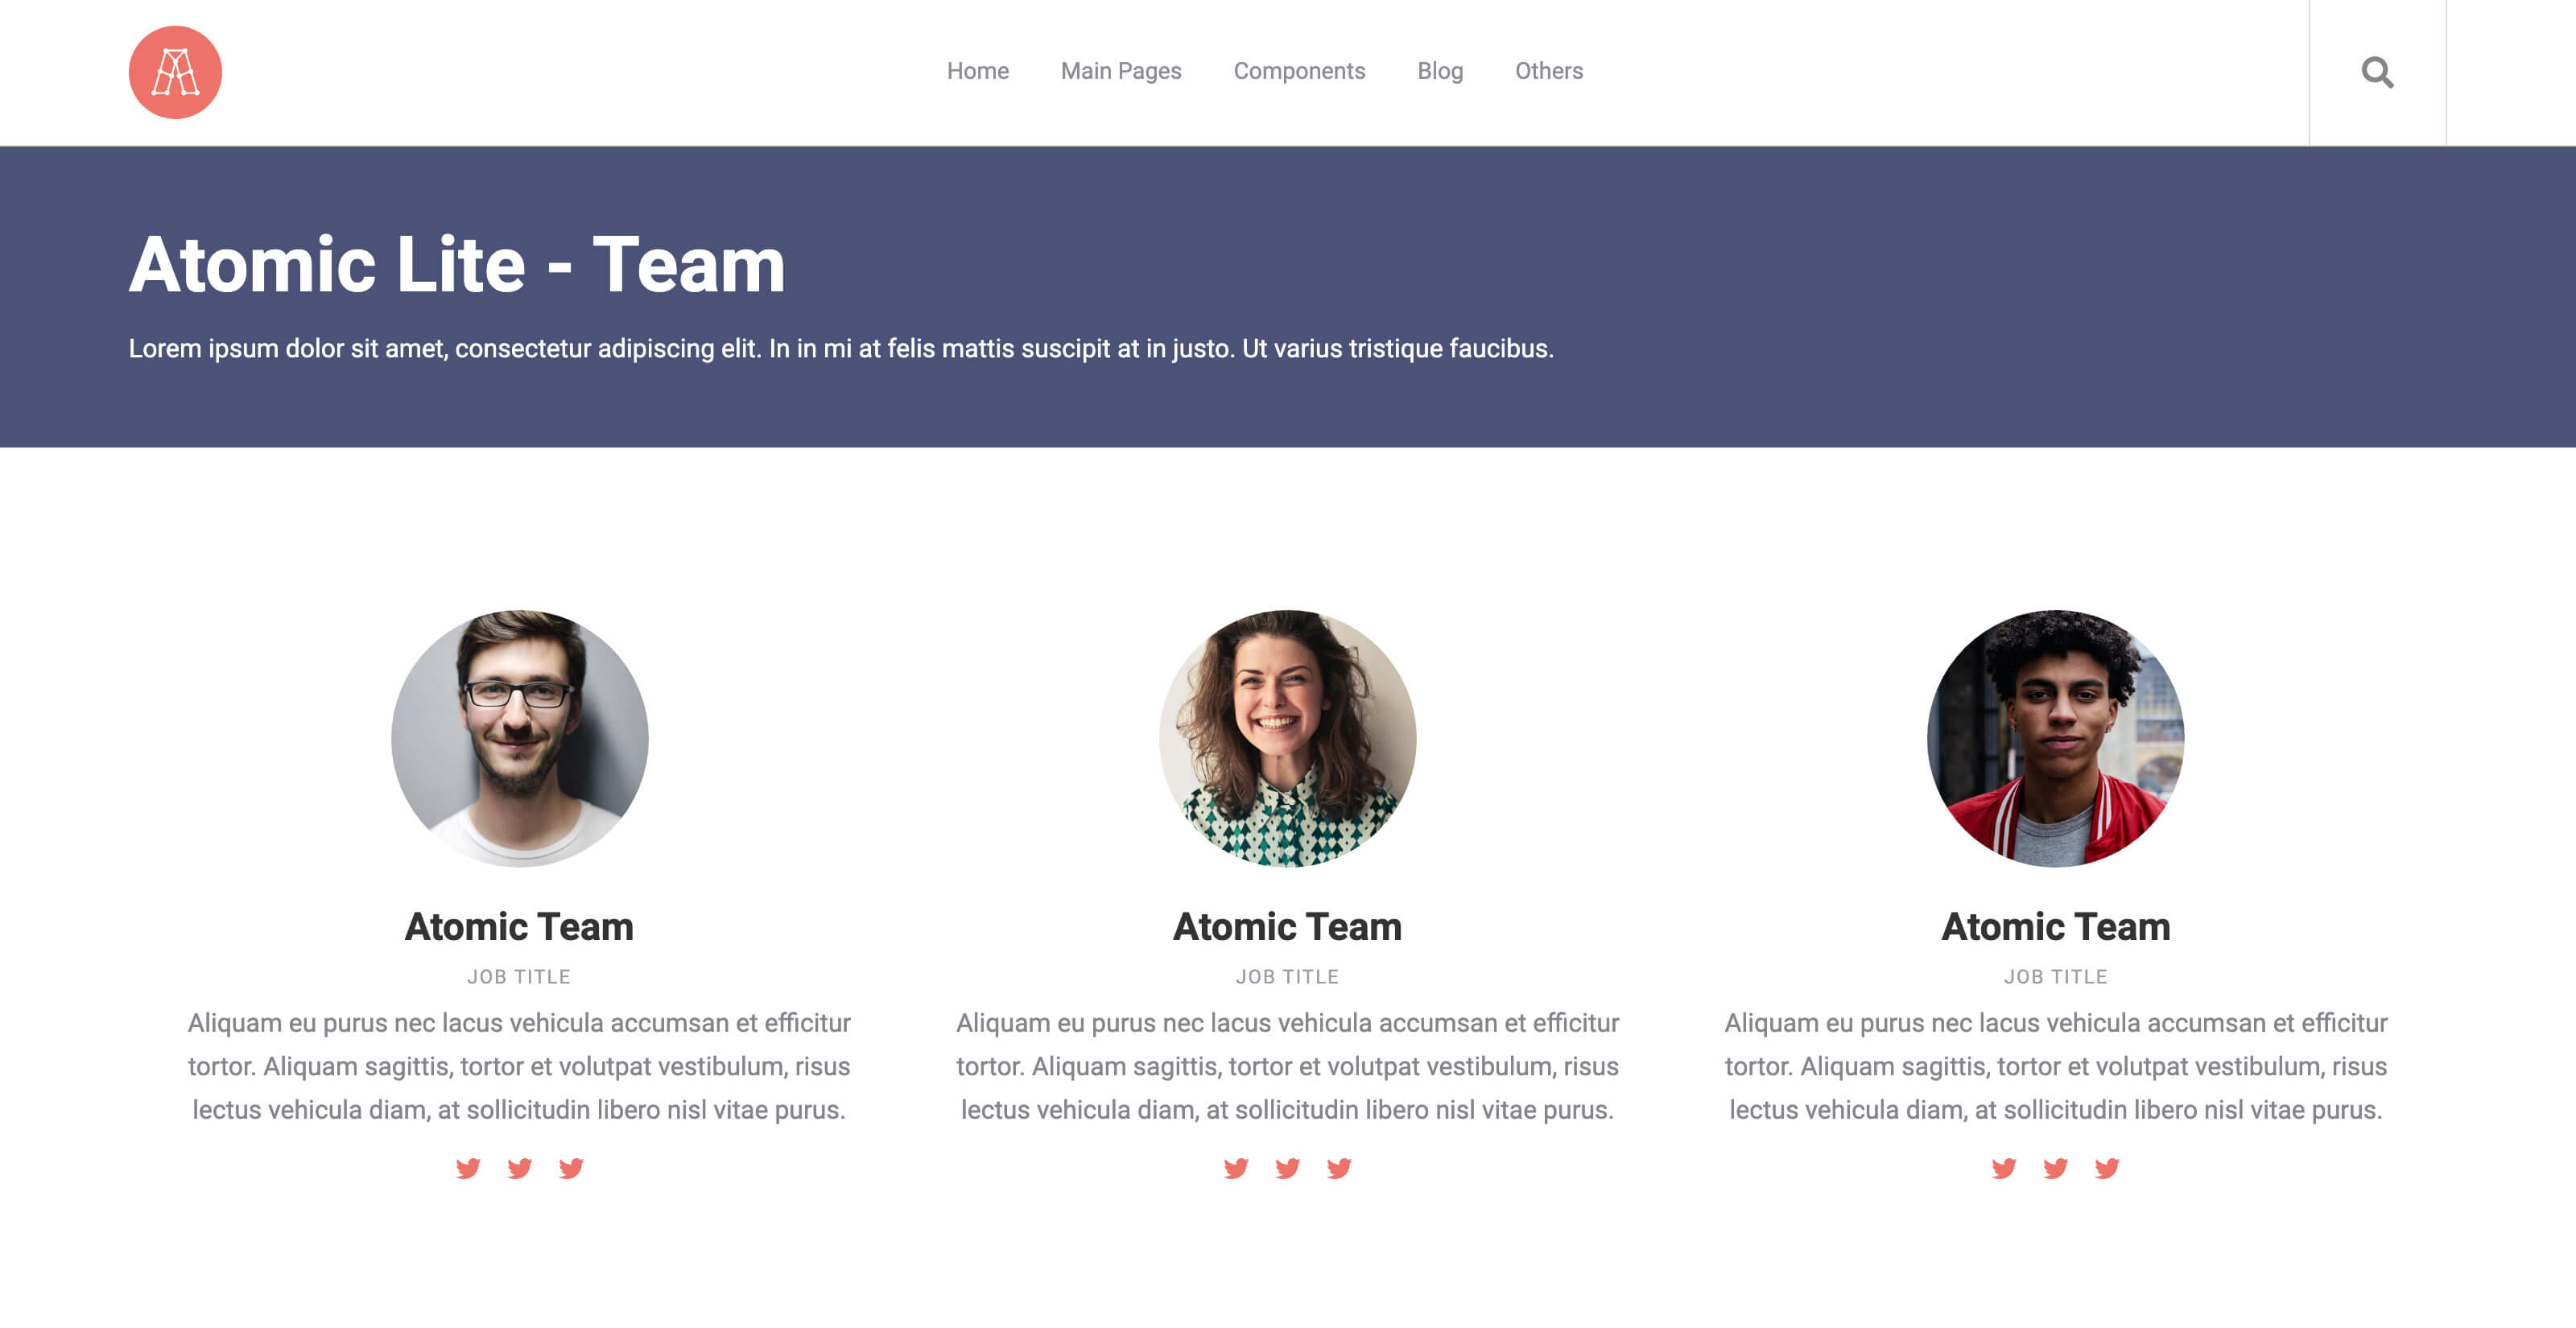 Home Main Pages Components Blog Others
Atomic Lite - Team
Lorem ipsum dolor sit amet, consectetur adipiscing elit. In in mi at felis mattis suscipit at in justo. Ut varius tristique faucibus.
Atomic Team
JOB TITLE
Aliquam eu purus nec lacus vehicula accumsan et efficitur
tortor. Aliquam sagittis, tortor et volutpat vestibulum, risus
lectus vehicula diam, at sollicitudin libero nisl vitae purus.
Atomic Team
JOB TITLE
Aliquam eu purus nec lacus vehicula accumsan et efficitur
tortor. Aliquam sagittis, tortor et volutpat vestibulum, risus
lectus vehicula diam, at sollicitudin libero nisl vitae purus.
Atomic Team
JOB TITLE
Aliquam eu purus nec lacus vehicula accumsan et efficitur
tortor. Aliquam sagittis, tortor et volutpat vestibulum, risus
lectus vehicula diam, at sollicitudin libero nisl vitae purus.